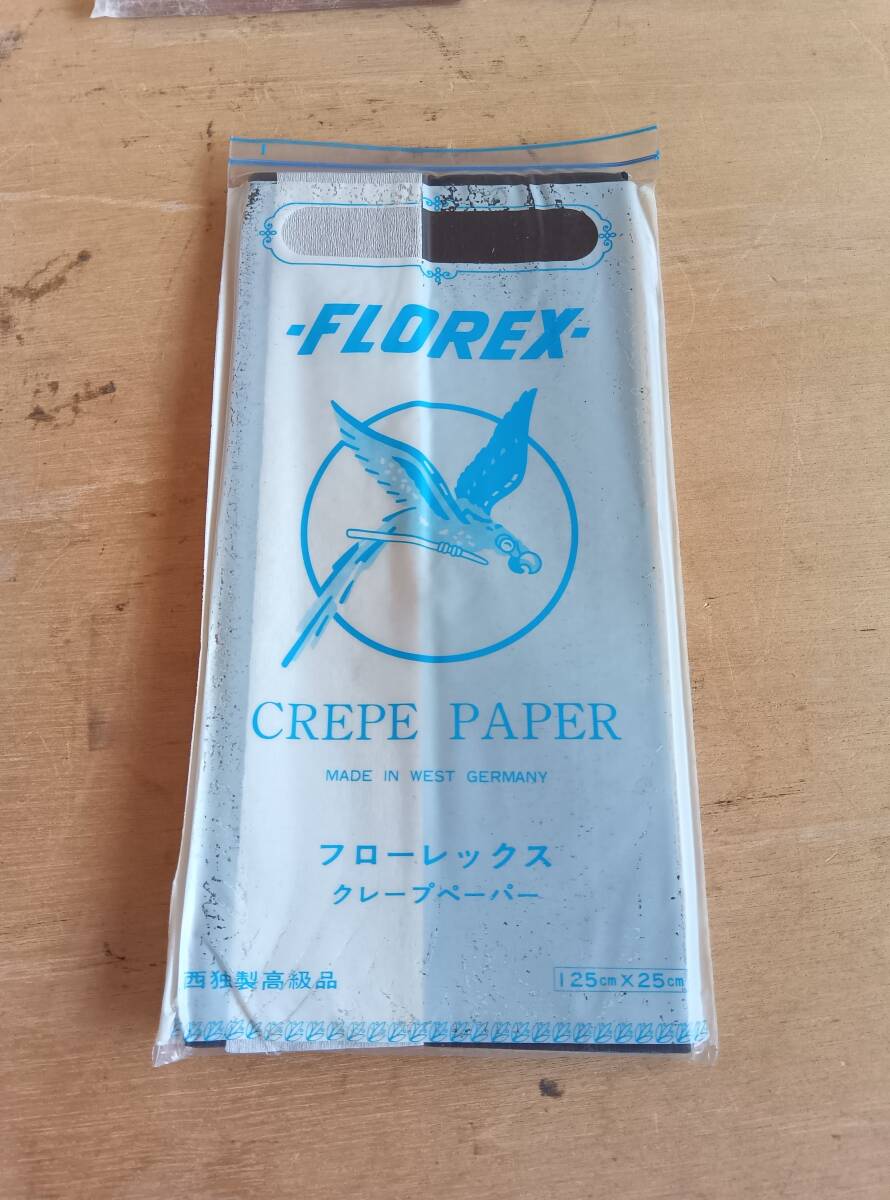 -FLOREX-
CREPE PAPER
MADE IN WEST GERMANY
フローレックス
クレープペーパー
西独製高級品
125cm×25cm